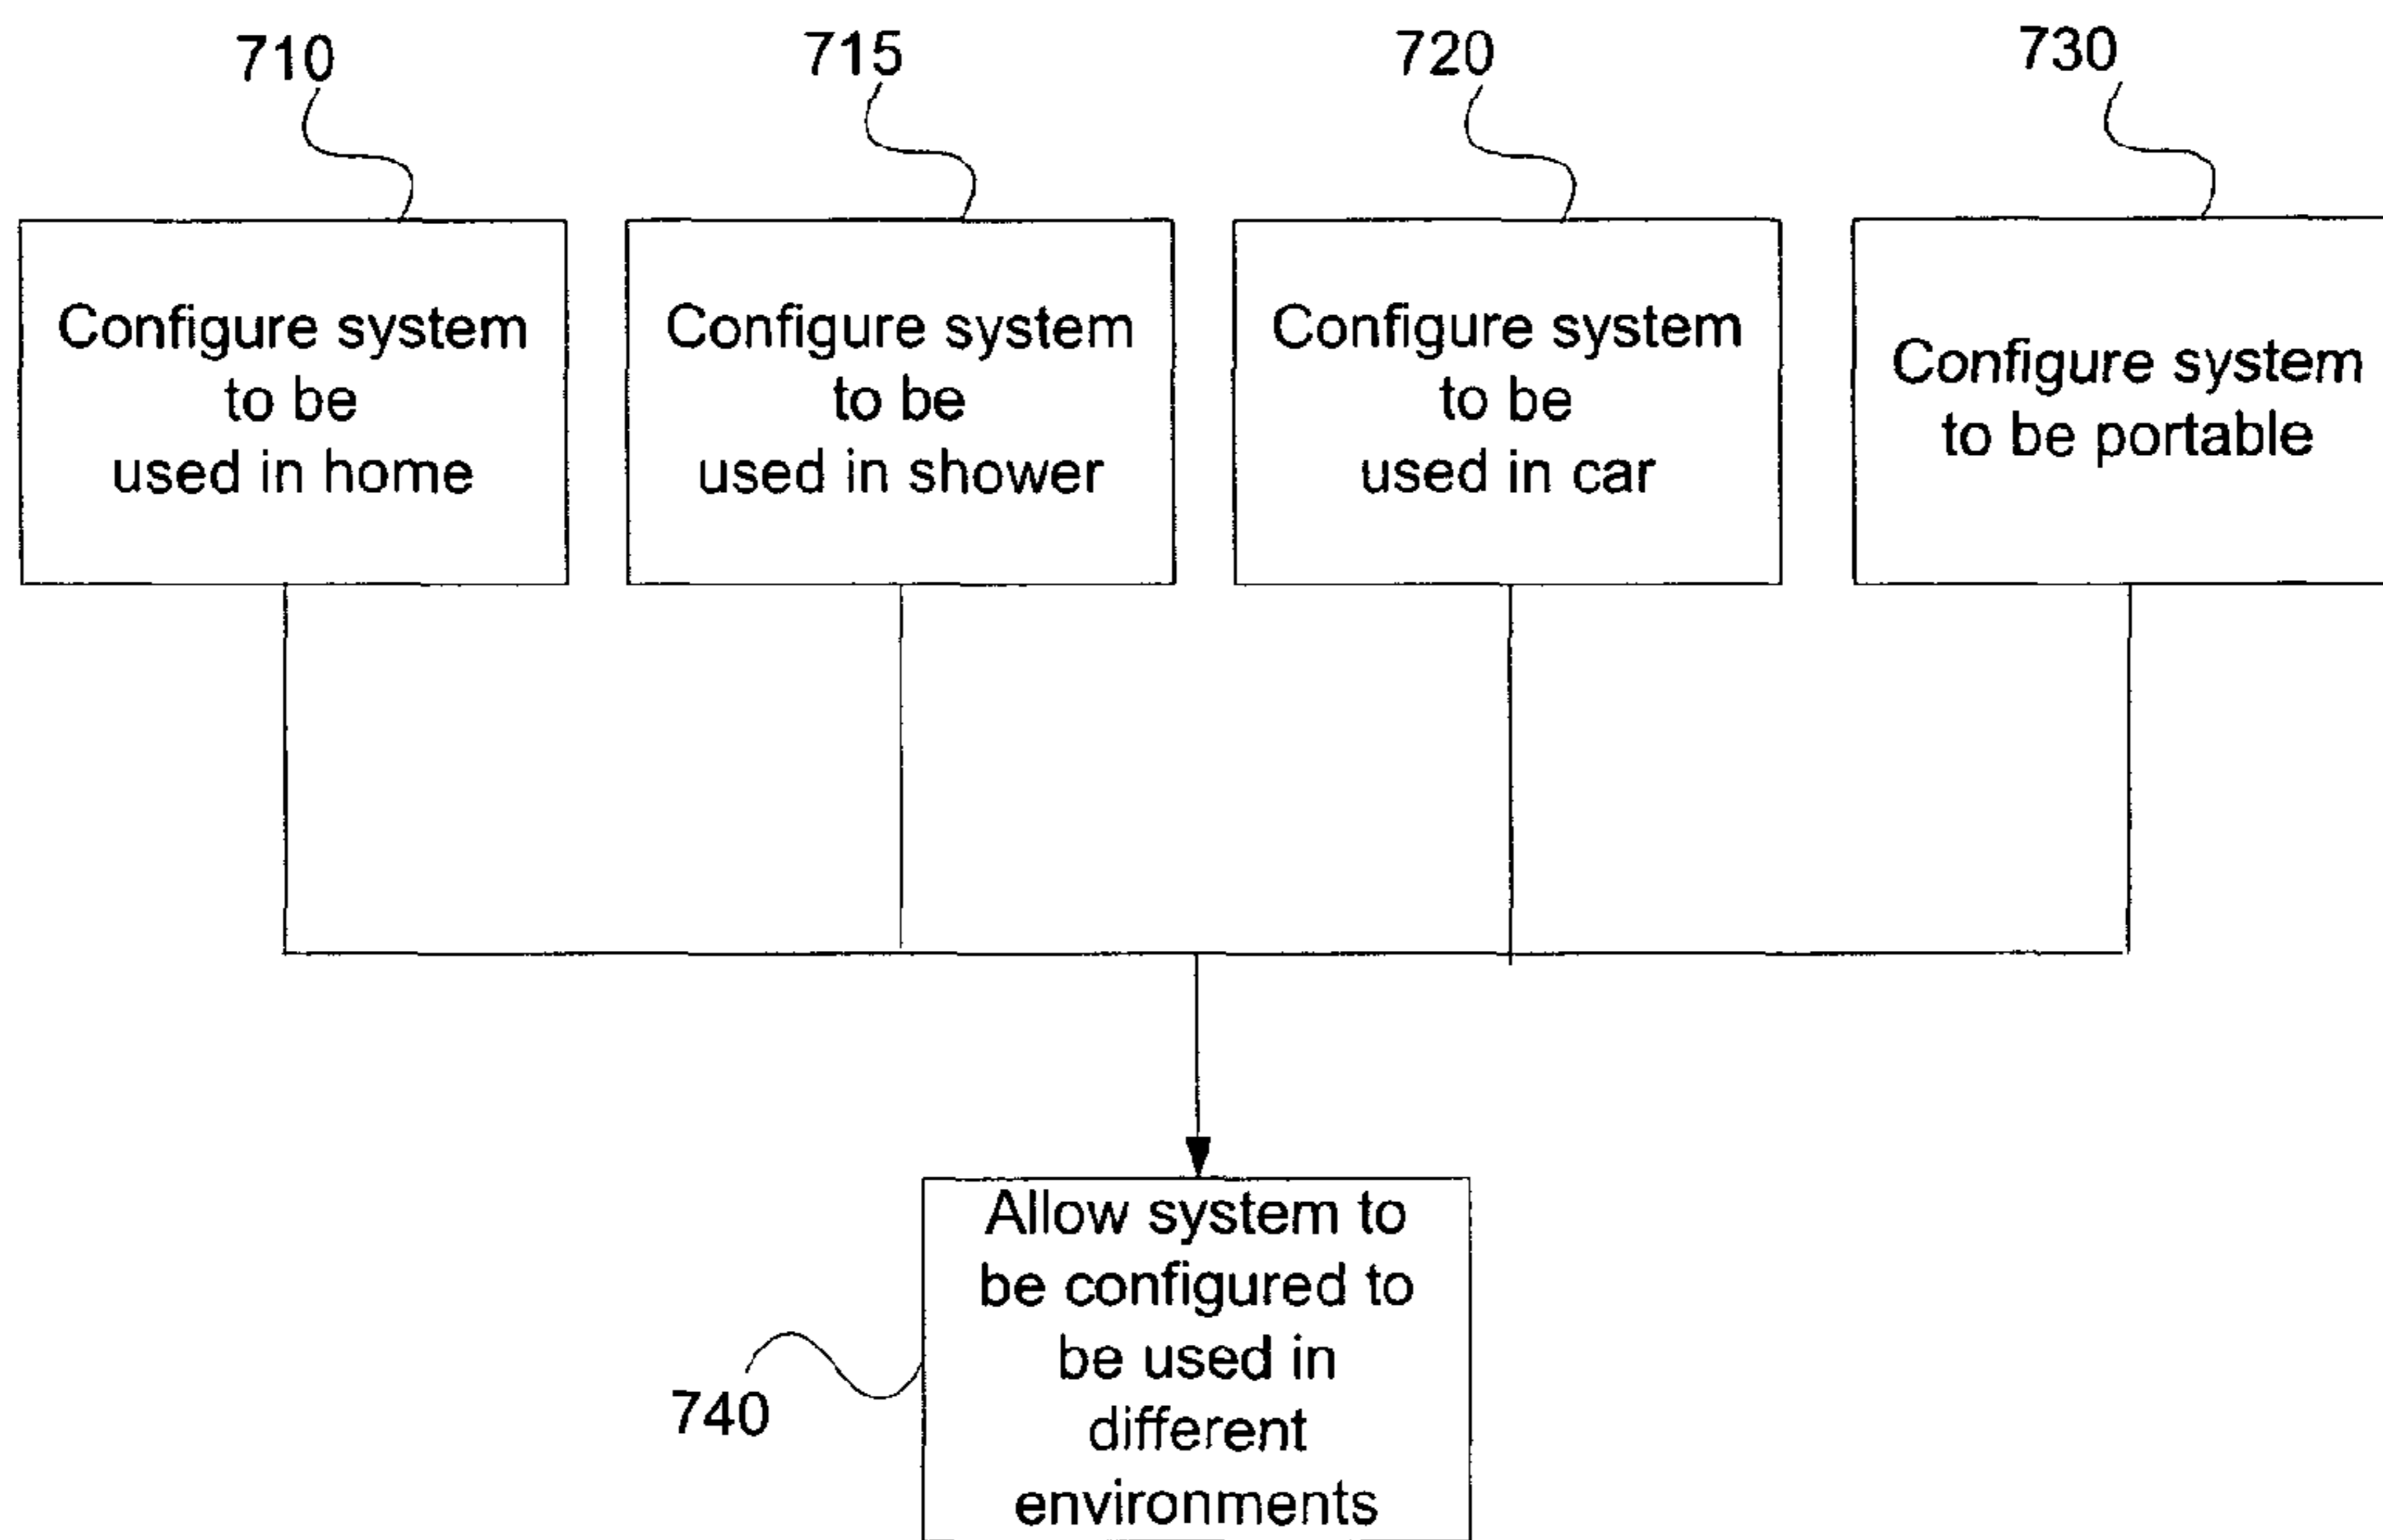 710
715
720
730
Configure system
to be
used in home
Configure system
to be
used in shower
Configure system
to be
used in car
Configure system
to be portable
Allow system to
be configured to
be used in
different
environments
740